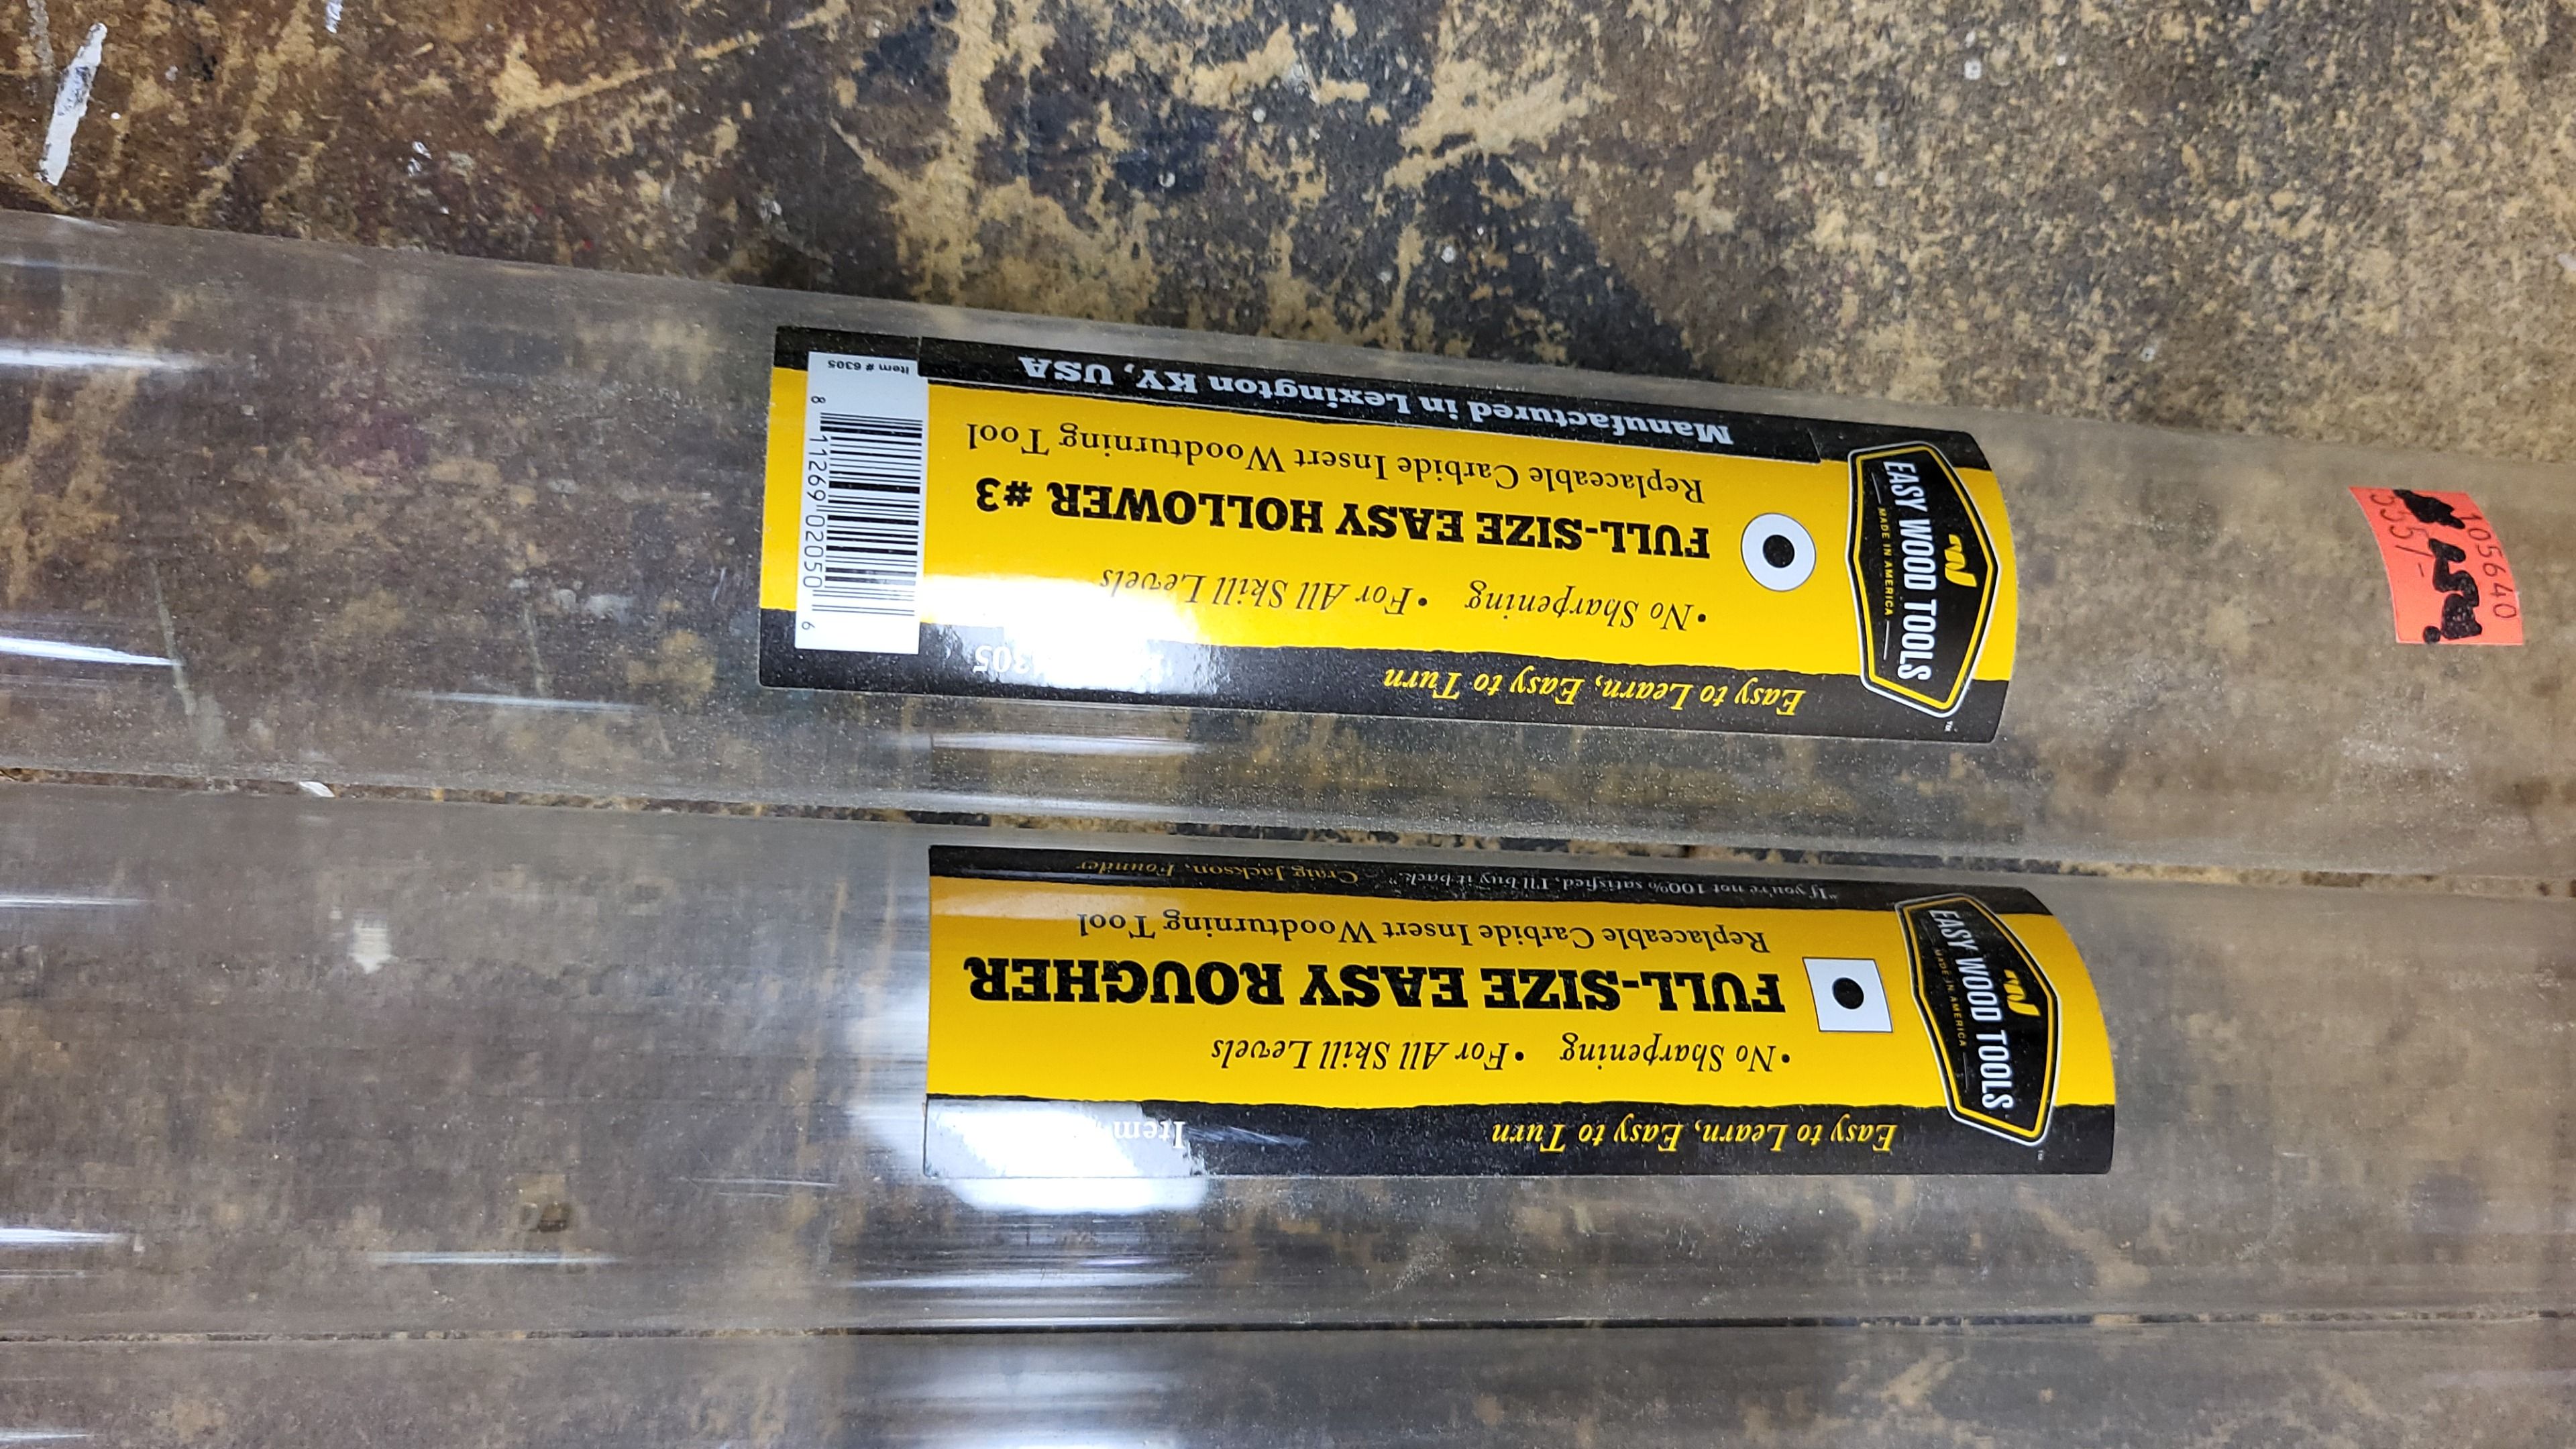 Easy to Learn, Easy to Turn
305
• No Sharpening • For All Skill Levels
FULL-SIZE EASY HOLLOWER #3
Replaceable Carbide Insert Woodturning Tool
Manufactured in Lexington KY, USA
EASY WOOD TOOLS
MADE IN AMERICA
TM
Item # 6305
8 11269 02050 6
105640
Easy to Learn, Easy to Turn
Item
• No Sharpening • For All Skill Levels
FULL-SIZE EASY ROUGHER
Replaceable Carbide Insert Woodturning Tool
"If you're not 100% satisfied, I'll buy it back." Craig Jackson, Founder
EASY WOOD TOOLS
MADE IN AMERICA